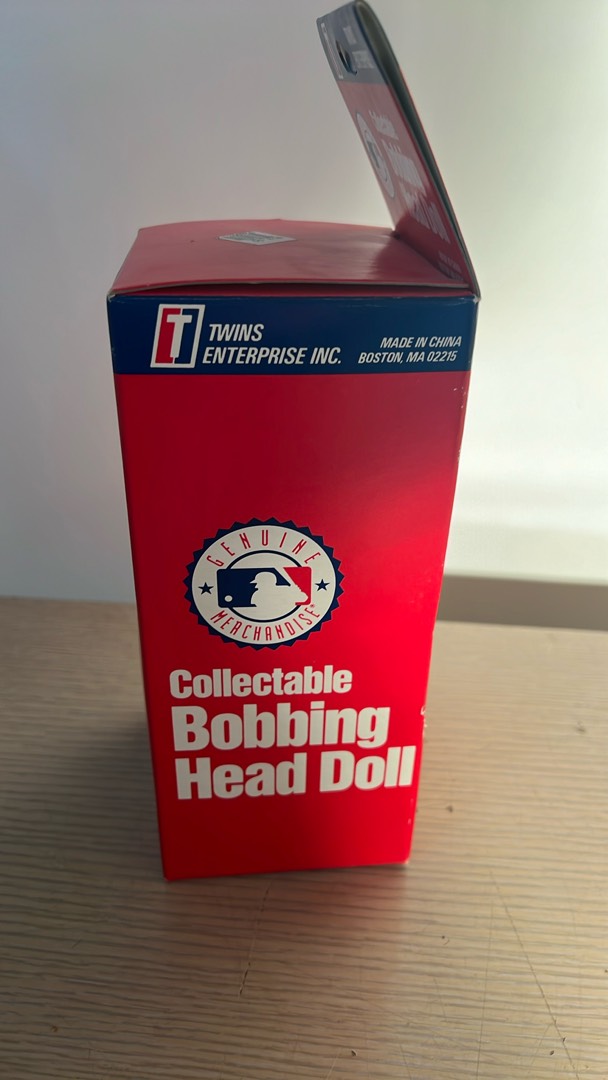 TWINS
ENTERPRISE INC.
MADE IN CHINA
BOSTON, MA 02215
GENUINE
MERCHANDISE
Collectable
Bobbing
Head Doll